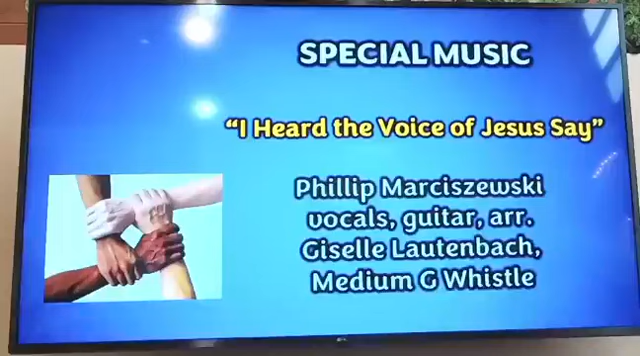 SPECIAL MUSIC
“I Heard the Voice of Jesus Say”
Phillip Marciszewski
vocals, guitar, arr.
Giselle Lautenbach,
Medium G Whistle